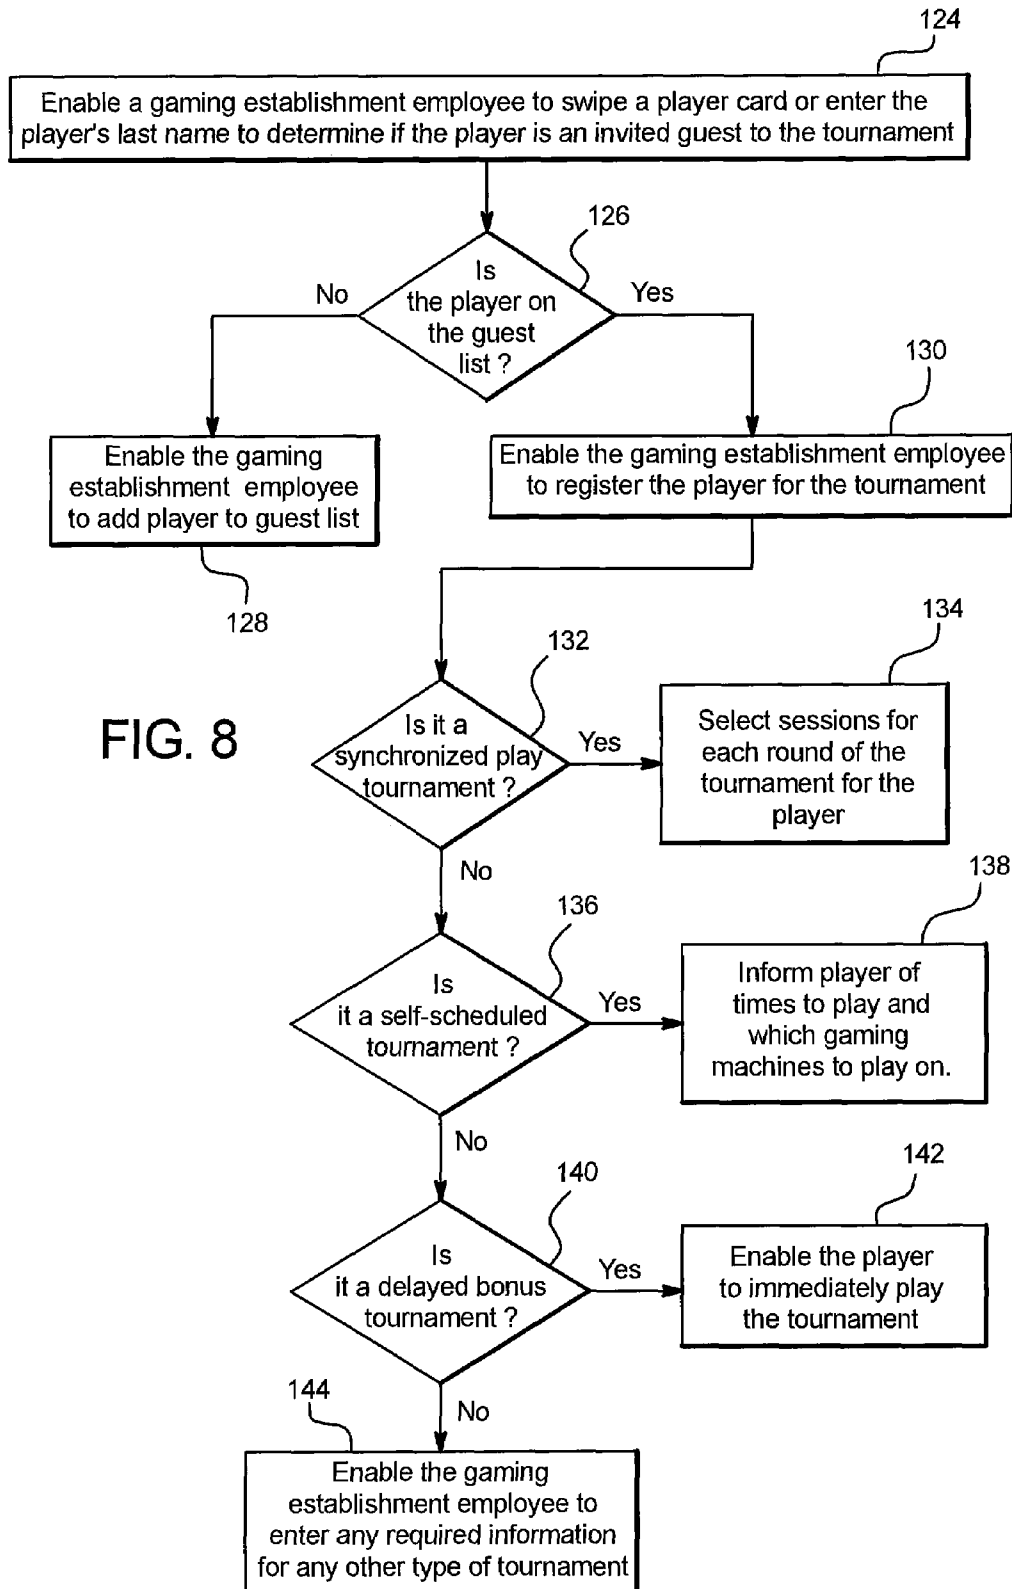 124
Enable a gaming establishment employee to swipe a player card or enter the
player's last name to determine if the player is an invited guest to the tournament
126
Is
the player on
the guest
list ?
No
Yes
130
Enable the gaming
establishment employee
to add player to guest list
128
Enable the gaming establishment employee
to register the player for the tournament
FIG. 8
132
Is it a
synchronized play
tournament ?
Yes
134
Select sessions for
each round of the
tournament for the
player
No
136
Is
it a self-scheduled
tournament ?
Yes
138
Inform player of
times to play and
which gaming
machines to play on.
No
140
Is
it a delayed bonus
tournament ?
Yes
142
Enable the player
to immediately play
the tournament
No
144
Enable the gaming
establishment employee to
enter any required information
for any other type of tournament